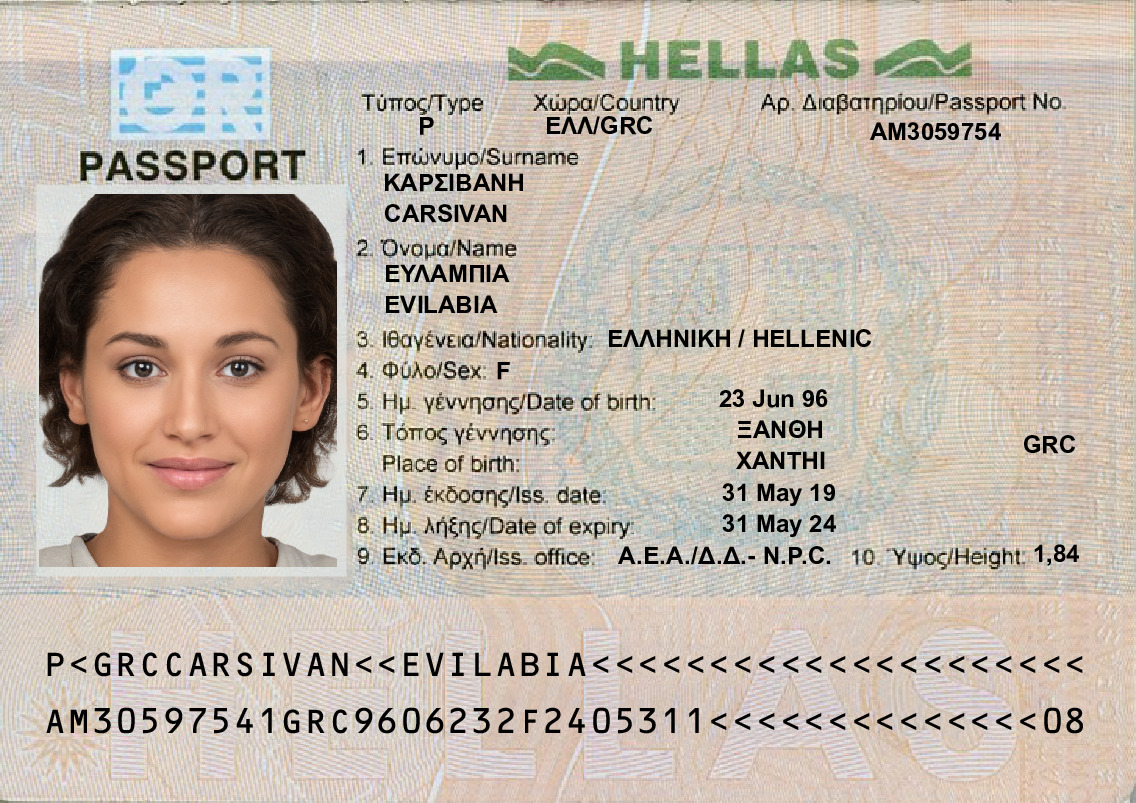 GR
HELLAS
PASSPORT
Τύπος/Type Χώρα/Country Αρ. Διαβατηρίου/Passport No.
P ΕΛΛ/GRC AM3059754
1. Επώνυμο/Surname
ΚΑΡΣΙΒΑΝΗ
CARSIVAN
2. Όνομα/Name
ΕΥΛΑΜΠΙΑ
EVILABIA
3. Ιθαγένεια/Nationality: ΕΛΛΗΝΙΚΗ / HELLENIC
4. Φύλο/Sex: F
5. Ημ. γέννησης/Date of birth: 23 Jun 96
6. Τόπος γέννησης: ΞΑΝΘΗ
Place of birth: XANTHI GRC
7. Ημ. έκδοσης/Iss. date: 31 May 19
8. Ημ. λήξης/Date of expiry: 31 May 24
9. Εκδ. Αρχή/Iss. office: Α.Ε.Α./Δ.Δ.- N.P.C. 10. Ύψος/Height: 1,84
HELLAS
P<GRCCARSIVAN<<EVILABIA<<<<<<<<<<<<<<<<<<<<<
AM30597541GRC9606232F2405311<<<<<<<<<<<<<<08